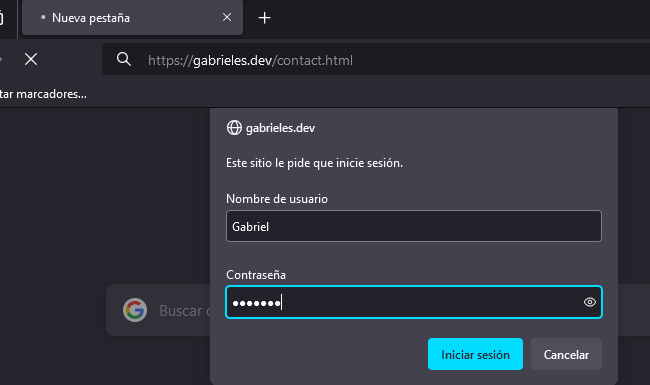 Nueva pestaña
https://gabrieles.dev/contact.html
tar marcadores...
gabrieles.dev
Este sitio le pide que inicie sesión.
Nombre de usuario
Gabriel
Contraseña
•••••••
Buscar
Iniciar sesión
Cancelar